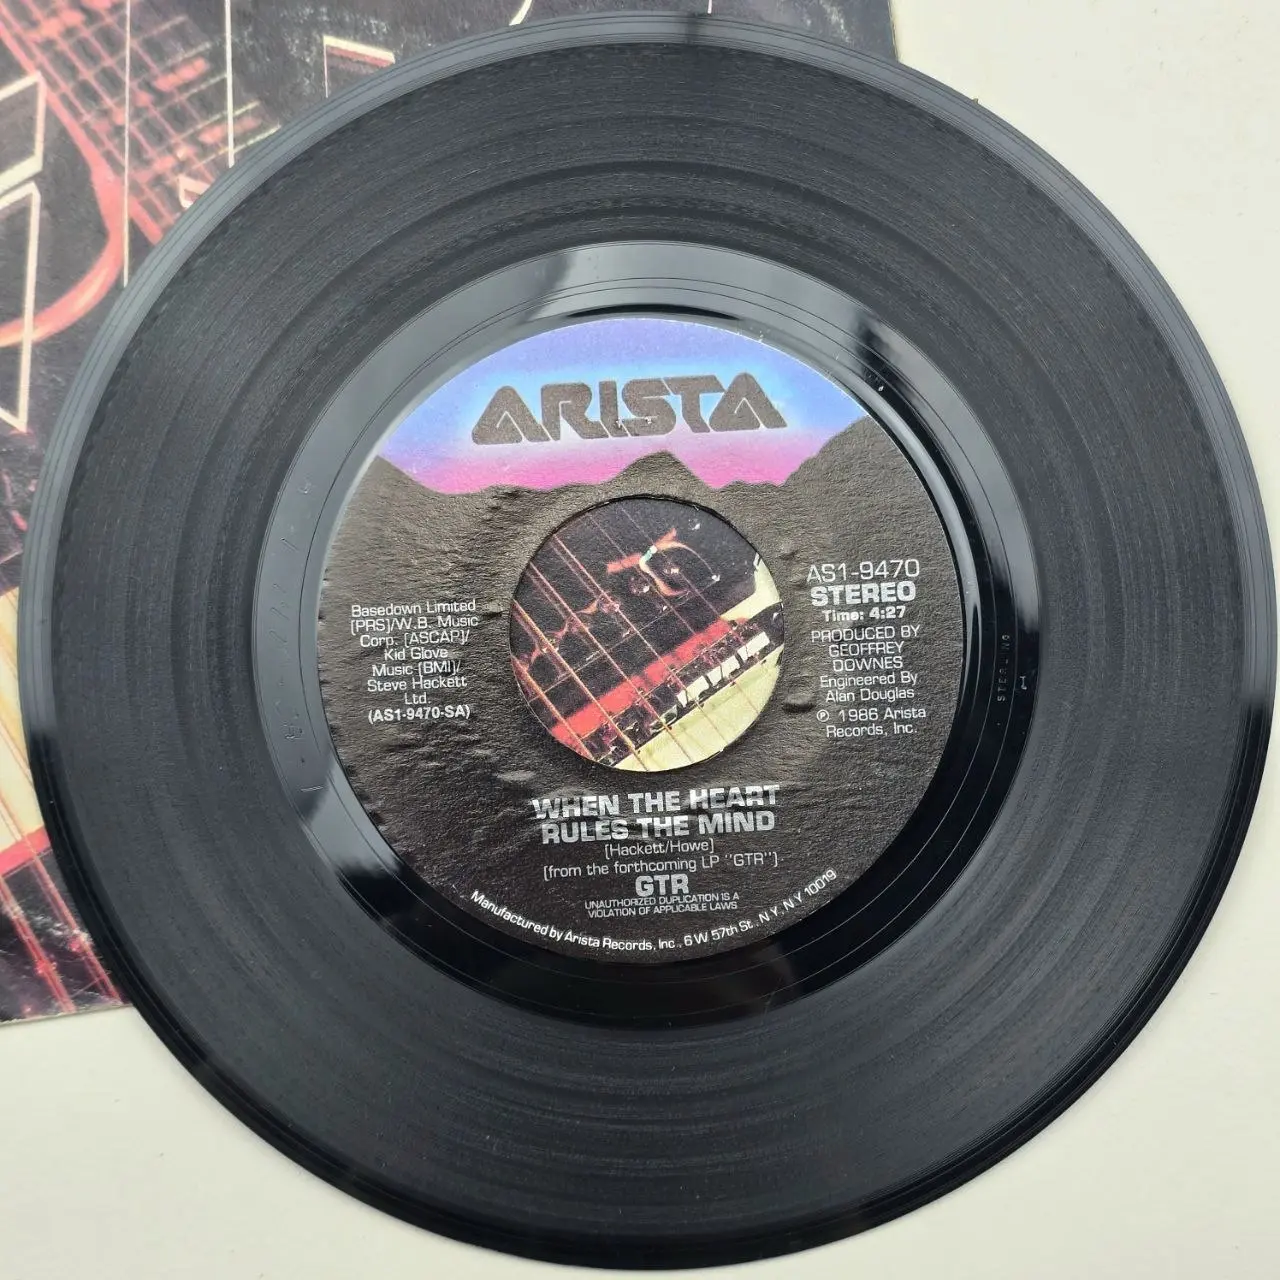 ARISTA
Basedown Limited
[PRS]/W.B. Music
Corp. [ASCAP]/
Kid Glove
Music [BMI]/
Steve Hackett
Ltd.
(AS1-9470-SA)
AS1-9470
STEREO
Time: 4:27
PRODUCED BY
GEOFFREY
DOWNES
Engineered By
Alan Douglas
℗ 1986 Arista
Records, Inc.
STERLING
WHEN THE HEART
RULES THE MIND
[Hackett/Howe]
[from the forthcoming LP "GTR"]
GTR
UNAUTHORIZED DUPLICATION IS A
VIOLATION OF APPLICABLE LAWS
Manufactured by Arista Records, Inc., 6 W. 57th St., N.Y., N.Y. 10019